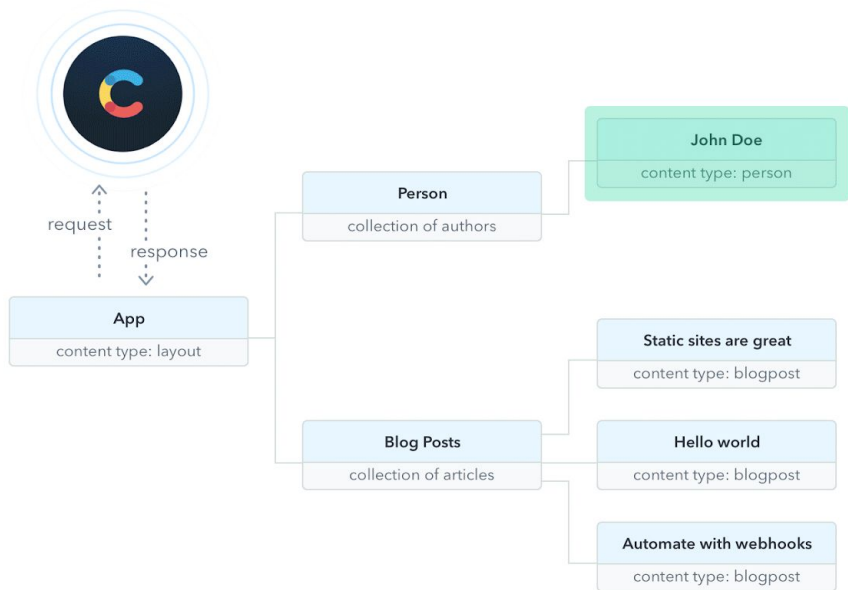 request
response
App
content type: layout
Person
collection of authors
John Doe
content type: person
Blog Posts
collection of articles
Static sites are great
content type: blogpost
Hello world
content type: blogpost
Automate with webhooks
content type: blogpost